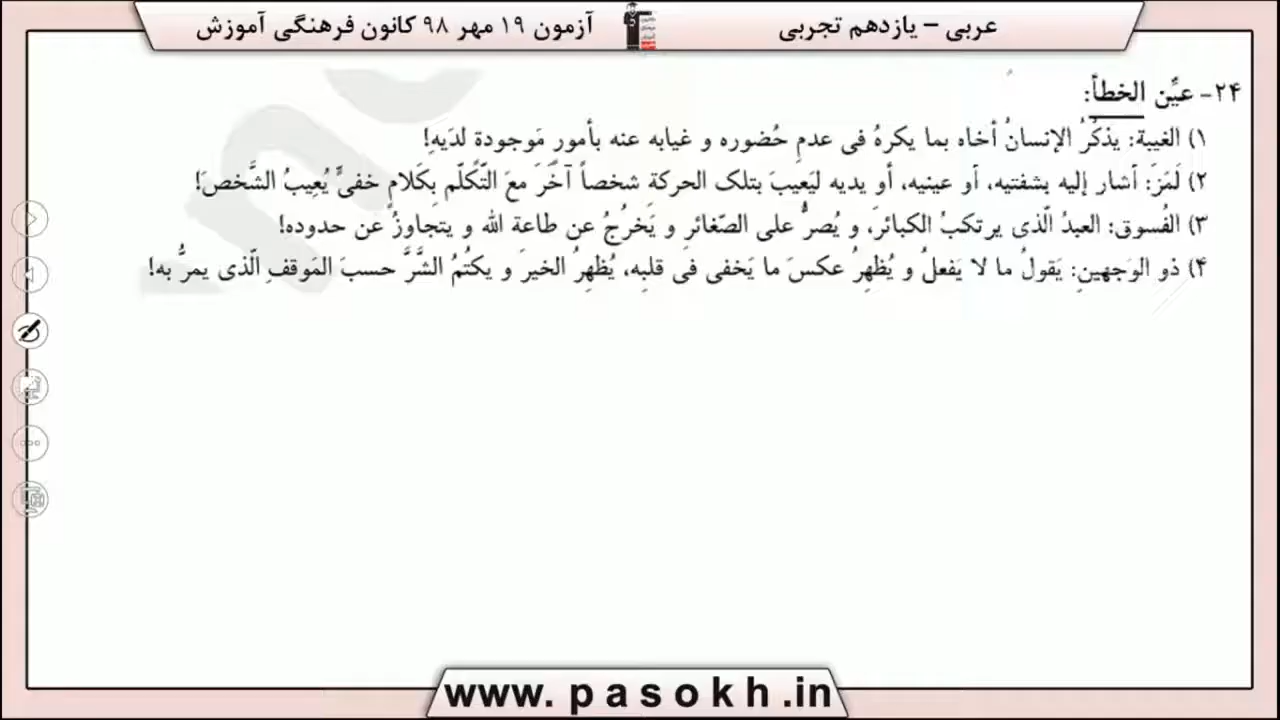 عربی – یازدهم تجربی
آزمون ۱۹ مهر ۹۸ کانون فرهنگی آموزش
۲۴- عیِّن الخطأ:
۱) الغیبة: یذکُرُ الإنسانُ أخاه بما یکرهُ فی عدمِ حُضوره و غیابه عنه بأمورٍ مَوجودة لدَیهِ!
۲) لَمَزَ: أشار إلیه بشفتیه، أو عینیه، أو یدیه لیَعیبَ بتلک الحرکةِ شخصاً آخَرَ معَ التَّکلّم بِکَلامٍ خفیٍّ یُعِیبُ الشَّخصَ!
۳) الفُسوق: العبدُ الّذی یرتکبُ الکبائرَ، و یُصرُّ علی الصّغائرِ و یَخرُجُ عن طاعة الله و یتجاوزُ عن حدوده!
۴) ذو الوَجهینِ: یَقولُ ما لا یَفعلُ و یُظهِرُ عکسَ ما یَخفی فی قلبِه، یُظهِرُ الخیرَ و یکتُمُ الشَّرَّ حسبَ المَوقفِ الّذی یمرُّ به!
www. p a s o k h .in